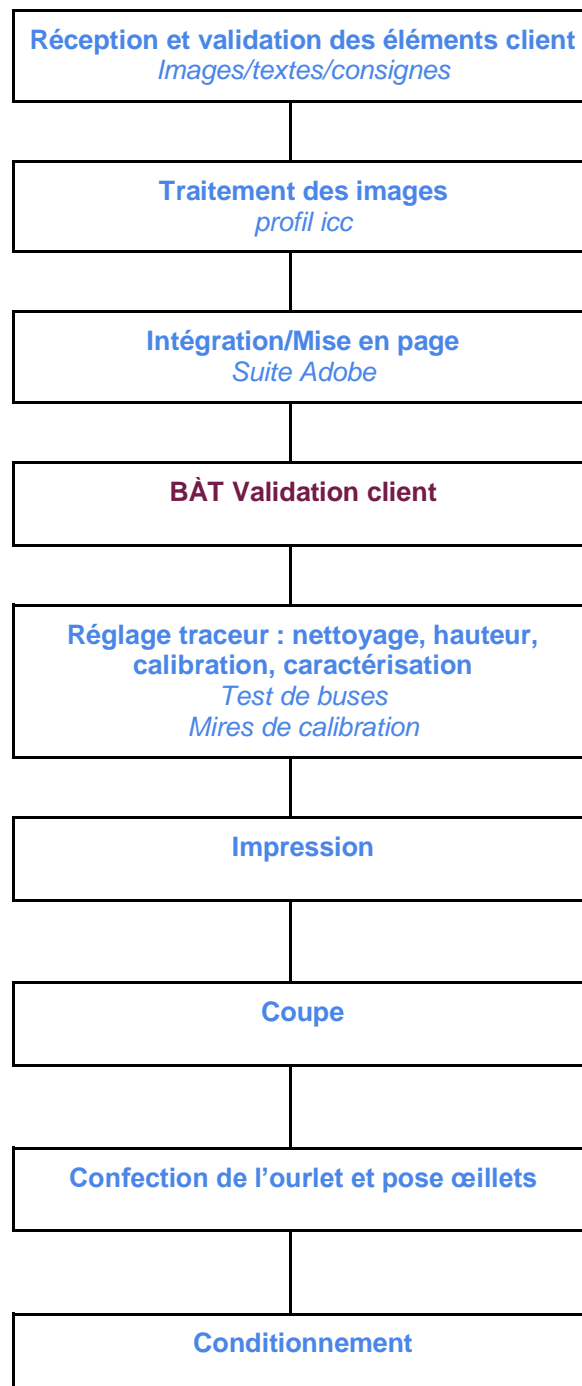 Réception et validation des éléments client
Images/textes/consignes
Traitement des images
profil icc
Intégration/Mise en page
Suite Adobe
BÀT Validation client
Réglage traceur : nettoyage, hauteur,
calibration, caractérisation
Test de buses
Mires de calibration
Impression
Coupe
Confection de l’ourlet et pose œillets
Conditionnement